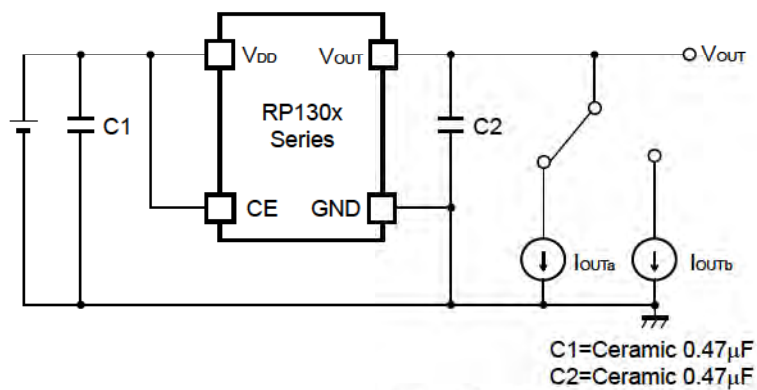 VDD
VOUT
VOUT
C1
RP130x
Series
C2
CE
GND
IOUTa
IOUTb
C1=Ceramic 0.47μF
C2=Ceramic 0.47μF